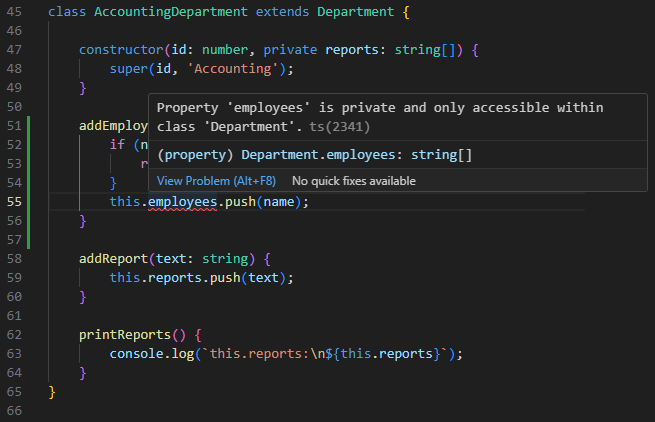 45 class AccountingDepartment extends Department {
46
47 constructor(id: number, private reports: string[]) {
48 super(id, 'Accounting');
49 }
50
Property 'employees' is private and only accessible within
class 'Department'. ts(2341)
(property) Department.employees: string[]
View Problem (Alt+F8) No quick fixes available
51 addEmploy
52 if (n
53 r
54 }
55 this.employees.push(name);
56 }
57
58 addReport(text: string) {
59 this.reports.push(text);
60 }
61
62 printReports() {
63 console.log(`this.reports:\n${this.reports}`);
64 }
65 }
66